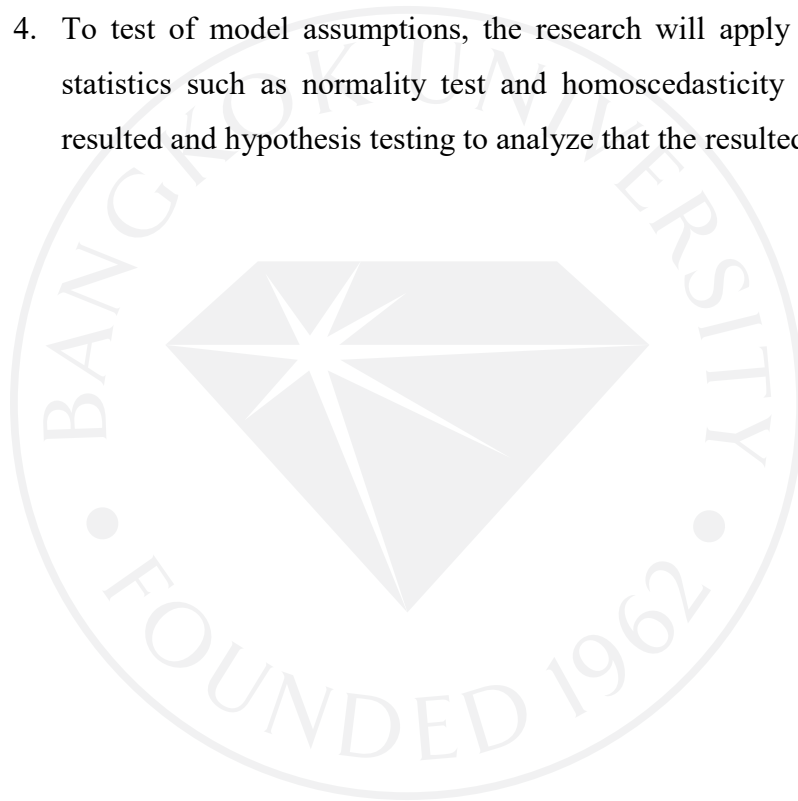 4. To test of model assumptions, the research will apply
statistics such as normality test and homoscedasticity
resulted and hypothesis testing to analyze that the resulted
BANGKOK UNIVERSITY
FOUNDED 1962